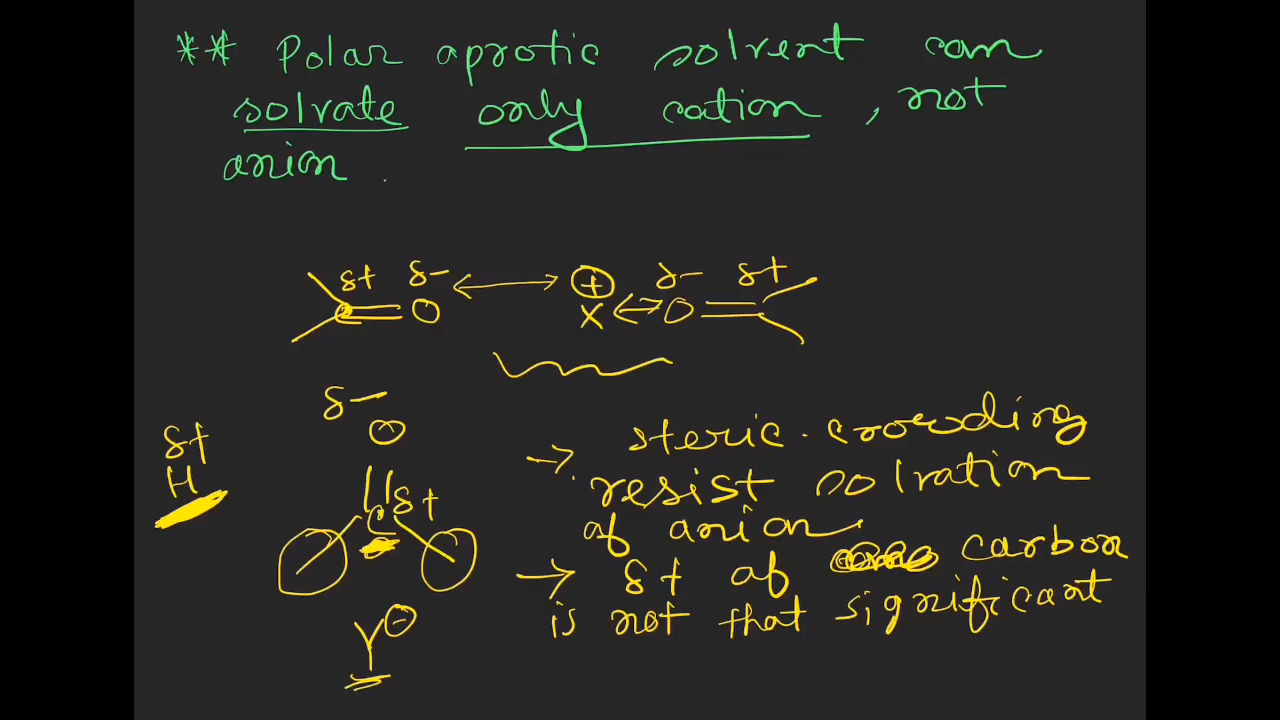 ** Polar aprotic solvent can
solvate only cation, not
anion.
δ+ δ- ⊕ δ- δ+
O X O
δ-
O
δ+
H
δ+
C
Y⊖
→ steric crowding
resist solvation
of anion
→ δ+ of carbon
is not that significant